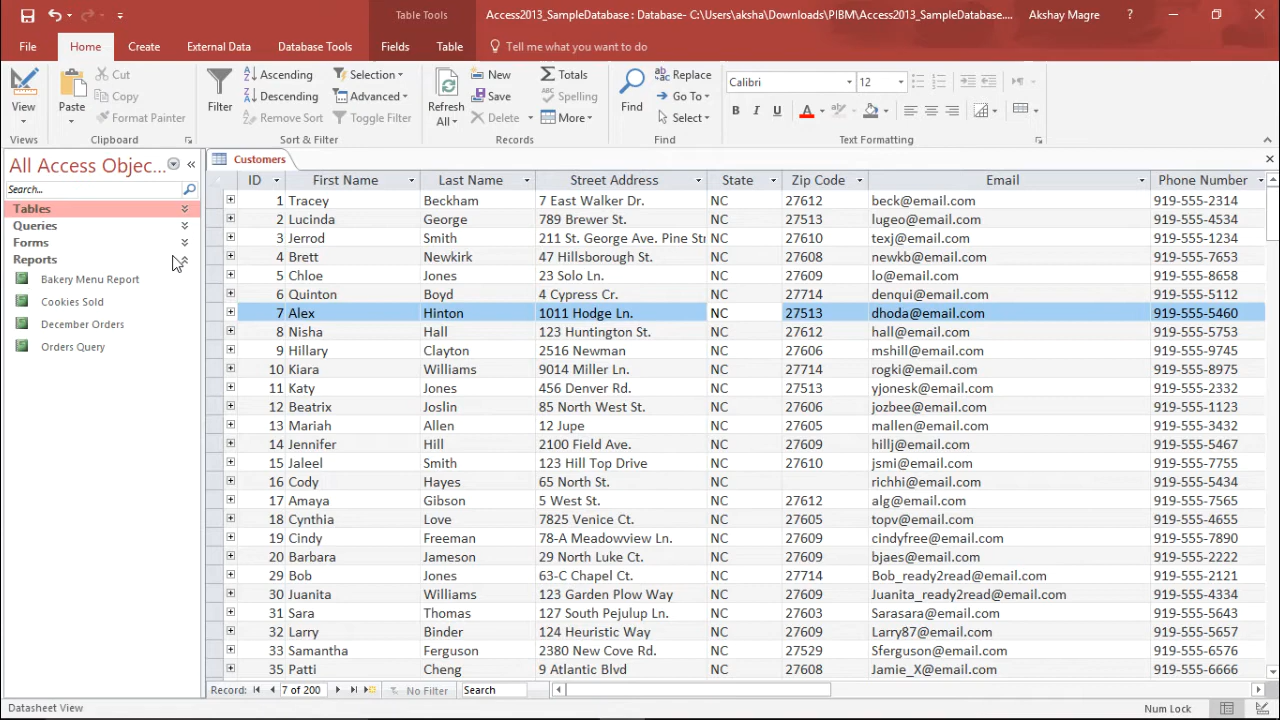 Table Tools
Access2013_SampleDatabase : Database- C:\Users\aksha\Downloads\PIBM\Access2013_SampleDatabase....
Akshay Magre
?
File
Home
Create
External Data
Database Tools
Fields
Table
Tell me what you want to do
View
Views
Paste
Cut
Copy
Format Painter
Clipboard
Filter
Ascending
Descending
Remove Sort
Selection
Advanced
Toggle Filter
Sort & Filter
Refresh
All
New
Save
Delete
Totals
Spelling
More
Records
Find
Replace
Go To
Select
Find
Calibri
12
B I U
A
Text Formatting
All Access Objec...
Search...
Tables
Queries
Forms
Reports
Bakery Menu Report
Cookies Sold
December Orders
Orders Query
Customers
ID First Name Last Name Street Address State Zip Code Email Phone Number
1 Tracey Beckham 7 East Walker Dr. NC 27612 beck@email.com 919-555-2314
2 Lucinda George 789 Brewer St. NC 27513 lugeo@email.com 919-555-4534
3 Jerrod Smith 211 St. George Ave. Pine Str NC 27610 texj@email.com 919-555-1234
4 Brett Newkirk 47 Hillsborough St. NC 27608 newkb@email.com 919-555-7653
5 Chloe Jones 23 Solo Ln. NC 27513 lo@email.com 919-555-8658
6 Quinton Boyd 4 Cypress Cr. NC 27714 denqui@email.com 919-555-5112
7 Alex Hinton 1011 Hodge Ln. NC 27513 dhoda@email.com 919-555-5460
8 Nisha Hall 123 Huntington St. NC 27612 hall@email.com 919-555-5753
9 Hillary Clayton 2516 Newman NC 27606 mshill@email.com 919-555-9745
10 Kiara Williams 9014 Miller Ln. NC 27714 rogki@email.com 919-555-8975
11 Katy Jones 456 Denver Rd. NC 27513 yjonesk@email.com 919-555-2332
12 Beatrix Joslin 85 North West St. NC 27606 jozbee@email.com 919-555-1123
13 Mariah Allen 12 Jupe NC 27605 mallen@email.com 919-555-3432
14 Jennifer Hill 2100 Field Ave. NC 27609 hillj@email.com 919-555-5467
15 Jaleel Smith 123 Hill Top Drive NC 27610 jsmi@email.com 919-555-7755
16 Cody Hayes 65 North St. NC richhi@email.com 919-555-5434
17 Amaya Gibson 5 West St. NC 27612 alg@email.com 919-555-7565
18 Cynthia Love 7825 Venice Ct. NC 27605 topv@email.com 919-555-4655
19 Cindy Freeman 78-A Meadowview Ln. NC 27609 cindyfree@email.com 919-555-7890
20 Barbara Jameson 29 North Luke Ct. NC 27609 bjaes@email.com 919-555-2222
29 Bob Jones 63-C Chapel Ct. NC 27714 Bob_ready2read@email.com 919-555-2121
30 Juanita Williams 123 Garden Plow Way NC 27609 Juanita_ready2read@email.com 919-555-4334
31 Sara Thomas 127 South Pejulup Ln. NC 27603 Sarasara@email.com 919-555-5643
32 Larry Binder 124 Heuristic Way NC 27609 Larry87@email.com 919-555-5657
33 Samantha Ferguson 2380 New Cove Rd. NC 27529 Sferguson@email.com 919-555-6576
35 Patti Cheng 9 Atlantic Blvd NC 27608 Jamie_X@email.com 919-555-6666
Record: 7 of 200 No Filter Search
Datasheet View
Num Lock